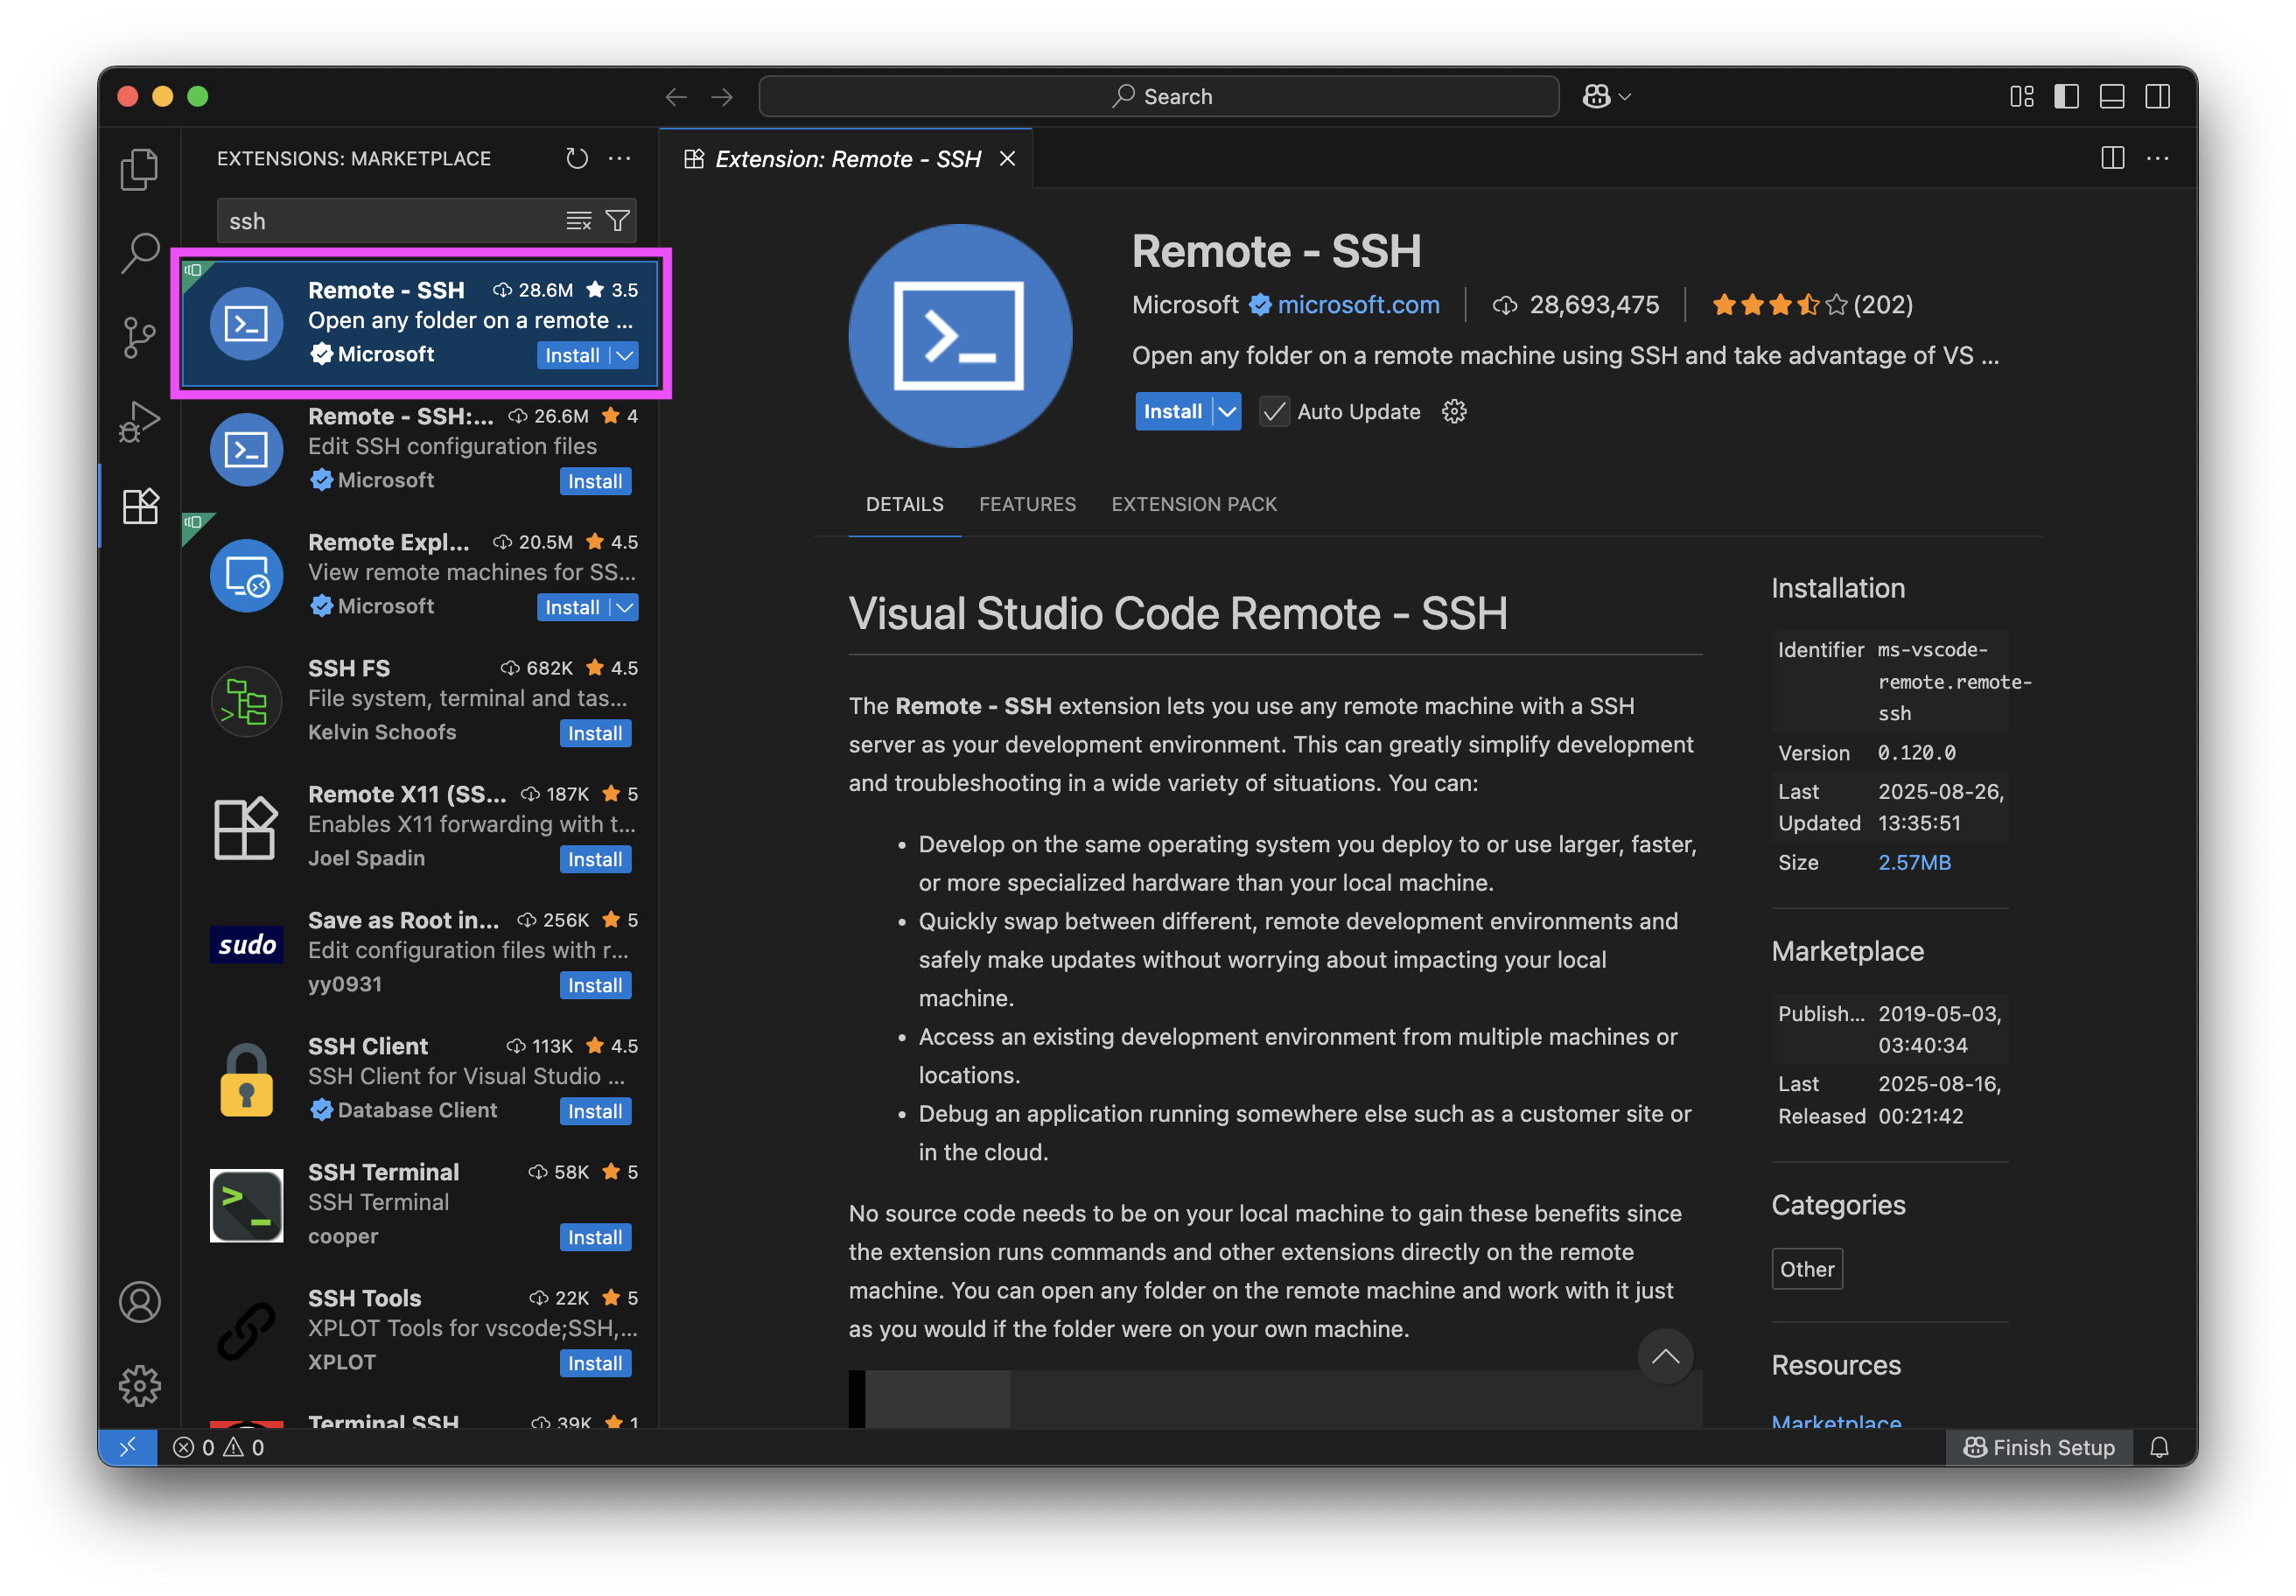 Search
EXTENSIONS: MARKETPLACE
ssh
Remote - SSH 28.6M 3.5
Open any folder on a remote ...
Microsoft Install
Remote - SSH:... 26.6M 4
Edit SSH configuration files
Microsoft Install
Remote Expl... 20.5M 4.5
View remote machines for SS...
Microsoft Install
SSH FS 682K 4.5
File system, terminal and tas...
Kelvin Schoofs Install
Remote X11 (SS... 187K 5
Enables X11 forwarding with t...
Joel Spadin Install
sudo
Save as Root in... 256K 5
Edit configuration files with r...
yy0931 Install
SSH Client 113K 4.5
SSH Client for Visual Studio ...
Database Client Install
SSH Terminal 58K 5
SSH Terminal
cooper Install
SSH Tools 22K 5
XPLOT Tools for vscode;SSH,...
XPLOT Install
Terminal SSH 39K 1
Extension: Remote - SSH
Remote - SSH
Microsoft microsoft.com 28,693,475 (202)
Open any folder on a remote machine using SSH and take advantage of VS ...
Install Auto Update
DETAILS FEATURES EXTENSION PACK
Visual Studio Code Remote - SSH
The Remote - SSH extension lets you use any remote machine with a SSH
server as your development environment. This can greatly simplify development
and troubleshooting in a wide variety of situations. You can:
• Develop on the same operating system you deploy to or use larger, faster,
or more specialized hardware than your local machine.
• Quickly swap between different, remote development environments and
safely make updates without worrying about impacting your local
machine.
• Access an existing development environment from multiple machines or
locations.
• Debug an application running somewhere else such as a customer site or
in the cloud.
No source code needs to be on your local machine to gain these benefits since
the extension runs commands and other extensions directly on the remote
machine. You can open any folder on the remote machine and work with it just
as you would if the folder were on your own machine.
Installation
Identifier ms-vscode-
remote.remote-
ssh
Version 0.120.0
Last 2025-08-26,
Updated 13:35:51
Size 2.57MB
Marketplace
Publish... 2019-05-03,
03:40:34
Last 2025-08-16,
Released 00:21:42
Categories
Other
Resources
Marketplace
0 0
Finish Setup